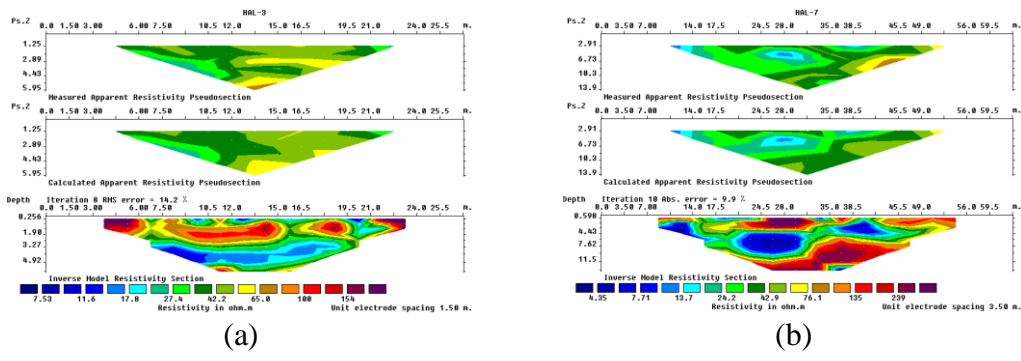 HAL-3
Ps.Z 0.0 1.50 3.00 6.00 7.50 10.5 12.0 15.0 16.5 19.5 21.0 24.0 25.5 m.
1.25
2.89
4.43
5.95
Measured Apparent Resistivity Pseudosection
Ps.Z 0.0 1.50 3.00 6.00 7.50 10.5 12.0 15.0 16.5 19.5 21.0 24.0 25.5 m.
1.25
2.89
4.43
5.95
Calculated Apparent Resistivity Pseudosection
Depth Iteration 8 RMS error = 14.2 %
0.0 1.50 3.00 6.00 7.50 10.5 12.0 15.0 16.5 19.5 21.0 24.0 25.5 m.
0.256
1.90
3.27
4.92
Inverse Model Resistivity Section
7.53 11.6 17.8 27.4 42.2 65.0 100 154
Resistivity in ohm.m Unit electrode spacing 1.50 m.
(a)
HAL-7
Ps.Z 0.0 3.50 7.00 14.0 17.5 24.5 28.0 35.0 38.5 45.5 49.0 56.0 59.5 m.
2.91
6.73
10.3
13.9
Measured Apparent Resistivity Pseudosection
Ps.Z 0.0 3.50 7.00 14.0 17.5 24.5 28.0 35.0 38.5 45.5 49.0 56.0 59.5 m.
2.91
6.73
10.3
13.9
Calculated Apparent Resistivity Pseudosection
Depth Iteration 10 Abs. error = 9.9 %
0.0 3.50 7.00 14.0 17.5 24.5 28.0 35.0 38.5 45.5 49.0 56.0 59.5 m.
0.598
4.43
7.62
11.5
Inverse Model Resistivity Section
4.35 7.71 13.7 24.2 42.9 76.1 135 239
Resistivity in ohm.m Unit electrode spacing 3.50 m.
(b)